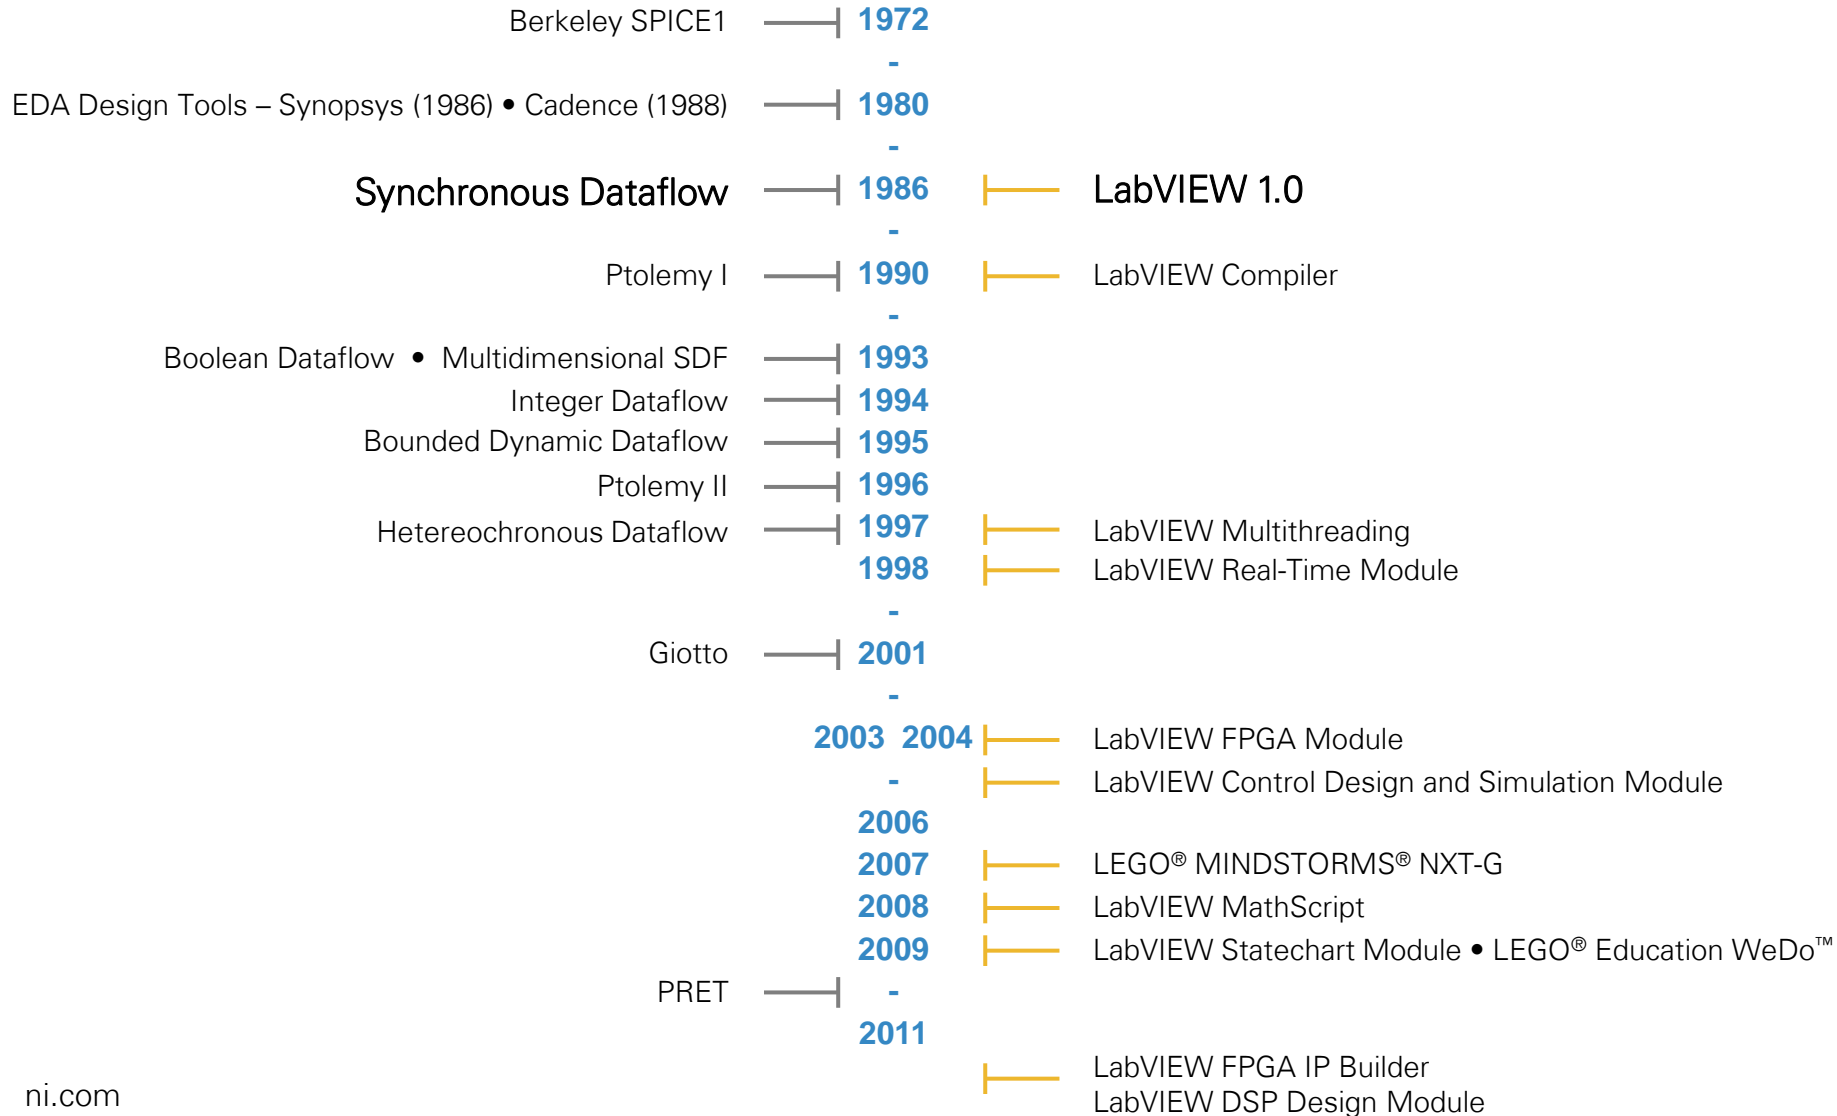 Berkeley SPICE1 1972
-
EDA Design Tools – Synopsys (1986) • Cadence (1988) 1980
-
Synchronous Dataflow 1986 LabVIEW 1.0
-
Ptolemy I 1990 LabVIEW Compiler
-
Boolean Dataflow • Multidimensional SDF 1993
Integer Dataflow 1994
Bounded Dynamic Dataflow 1995
Ptolemy II 1996
Hetereochronous Dataflow 1997 LabVIEW Multithreading
1998 LabVIEW Real-Time Module
-
Giotto 2001
-
2003 2004 LabVIEW FPGA Module
- LabVIEW Control Design and Simulation Module
2006
2007 LEGO® MINDSTORMS® NXT-G
2008 LabVIEW MathScript
2009 LabVIEW Statechart Module • LEGO® Education WeDo™
PRET -
2011
LabVIEW FPGA IP Builder
LabVIEW DSP Design Module
ni.com